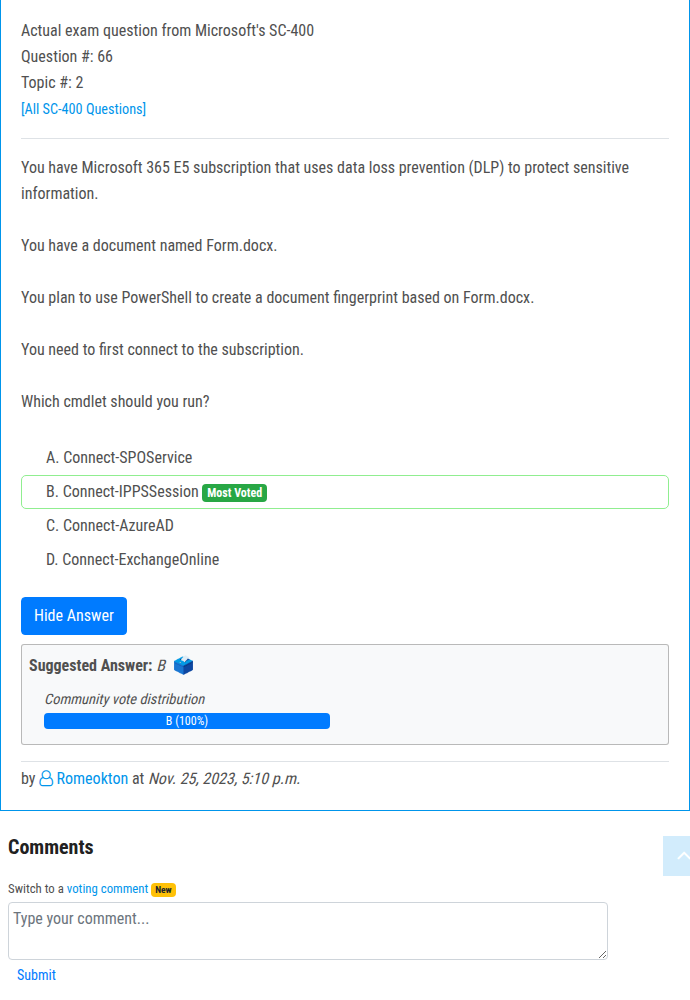 Actual exam question from Microsoft's SC-400
Question #: 66
Topic #: 2
[All SC-400 Questions]
You have Microsoft 365 E5 subscription that uses data loss prevention (DLP) to protect sensitive
information.
You have a document named Form.docx.
You plan to use PowerShell to create a document fingerprint based on Form.docx.
You need to first connect to the subscription.
Which cmdlet should you run?
A. Connect-SPOService
B. Connect-IPPSSession Most Voted
C. Connect-AzureAD
D. Connect-ExchangeOnline
Hide Answer
Suggested Answer: B
Community vote distribution
B (100%)
by Romeokton at Nov. 25, 2023, 5:10 p.m.
Comments
Switch to a voting comment New
Type your comment...
Submit